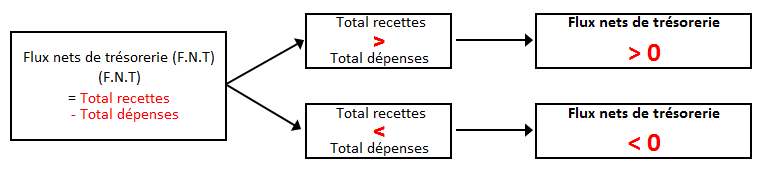 Flux nets de trésorerie (F.N.T)
(F.N.T)
= Total recettes
- Total dépenses
Total recettes
>
Total dépenses
Flux nets de trésorerie
> 0
Total recettes
<
Total dépenses
Flux nets de trésorerie
< 0